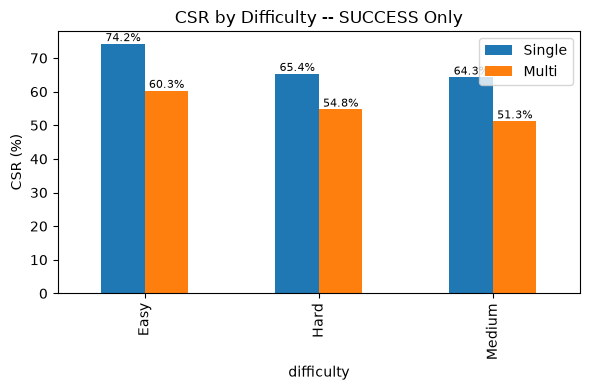 CSR by Difficulty -- SUCCESS Only
Single
Multi
74.2%
60.3%
65.4%
54.8%
51.3%
CSR (%)
70
60
50
40
30
20
10
0
Easy
Hard
Medium
difficulty